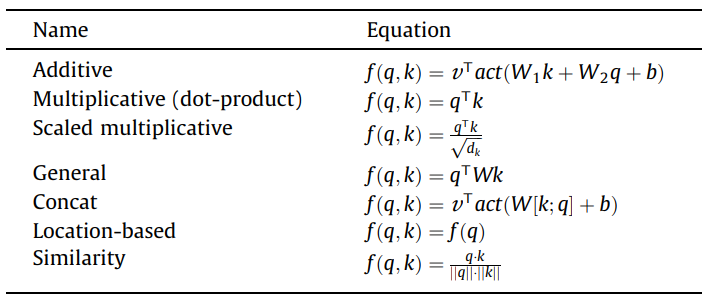 Name Equation
Additive f(q, k) = v⊤act(W₁k + W₂q + b)
Multiplicative (dot-product) f(q, k) = q⊤k
Scaled multiplicative f(q, k) = q⊤k / √dₖ
General f(q, k) = q⊤Wk
Concat f(q, k) = v⊤act(W[k; q] + b)
Location-based f(q, k) = f(q)
Similarity f(q, k) = q·k / ||q||·||k||